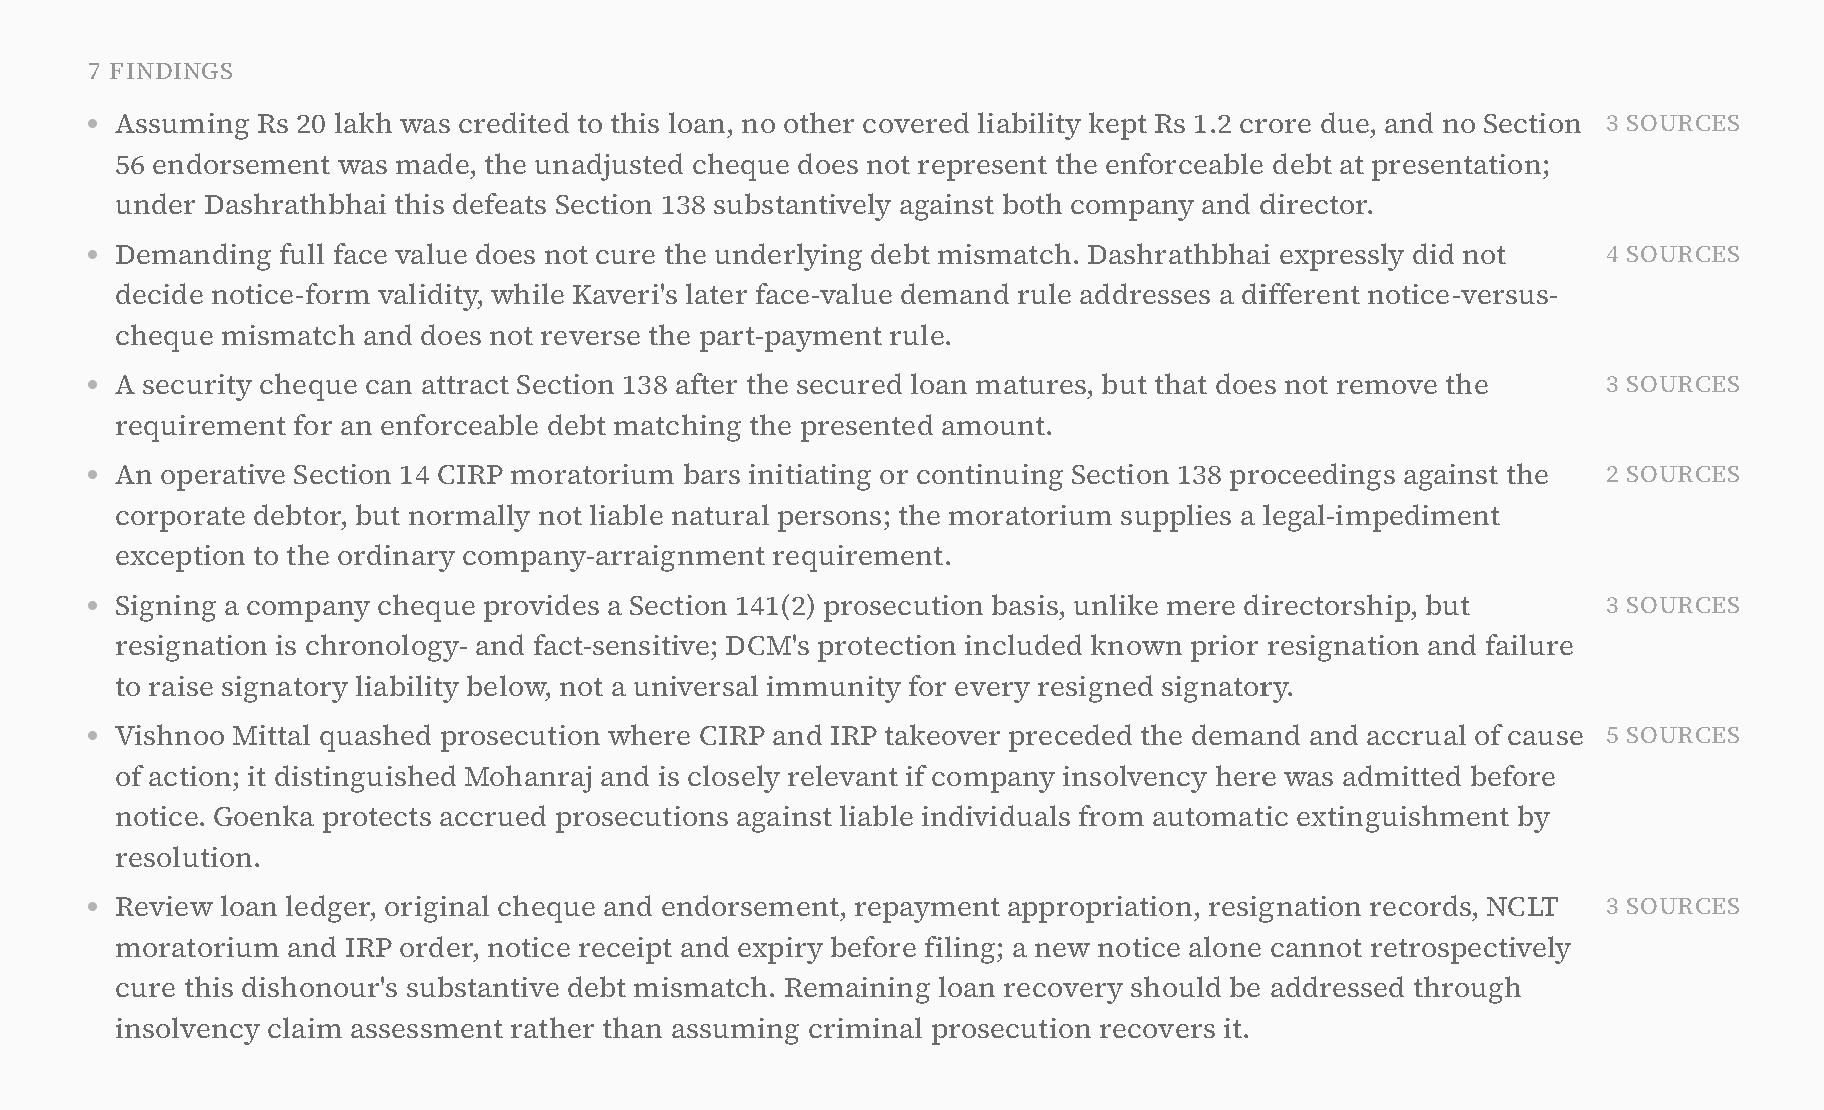 7 FINDINGS
• Assuming Rs 20 lakh was credited to this loan, no other covered liability kept Rs 1.2 crore due, and no Section 3 SOURCES
56 endorsement was made, the unadjusted cheque does not represent the enforceable debt at presentation;
under Dashrathbhai this defeats Section 138 substantively against both company and director.
• Demanding full face value does not cure the underlying debt mismatch. Dashrathbhai expressly did not 4 SOURCES
decide notice-form validity, while Kaveri's later face-value demand rule addresses a different notice-versus-
cheque mismatch and does not reverse the part-payment rule.
• A security cheque can attract Section 138 after the secured loan matures, but that does not remove the 3 SOURCES
requirement for an enforceable debt matching the presented amount.
• An operative Section 14 CIRP moratorium bars initiating or continuing Section 138 proceedings against the 2 SOURCES
corporate debtor, but normally not liable natural persons; the moratorium supplies a legal-impediment
exception to the ordinary company-arraignment requirement.
• Signing a company cheque provides a Section 141(2) prosecution basis, unlike mere directorship, but 3 SOURCES
resignation is chronology- and fact-sensitive; DCM's protection included known prior resignation and failure
to raise signatory liability below, not a universal immunity for every resigned signatory.
• Vishnoo Mittal quashed prosecution where CIRP and IRP takeover preceded the demand and accrual of cause 5 SOURCES
of action; it distinguished Mohanraj and is closely relevant if company insolvency here was admitted before
notice. Goenka protects accrued prosecutions against liable individuals from automatic extinguishment by
resolution.
• Review loan ledger, original cheque and endorsement, repayment appropriation, resignation records, NCLT 3 SOURCES
moratorium and IRP order, notice receipt and expiry before filing; a new notice alone cannot retrospectively
cure this dishonour's substantive debt mismatch. Remaining loan recovery should be addressed through
insolvency claim assessment rather than assuming criminal prosecution recovers it.